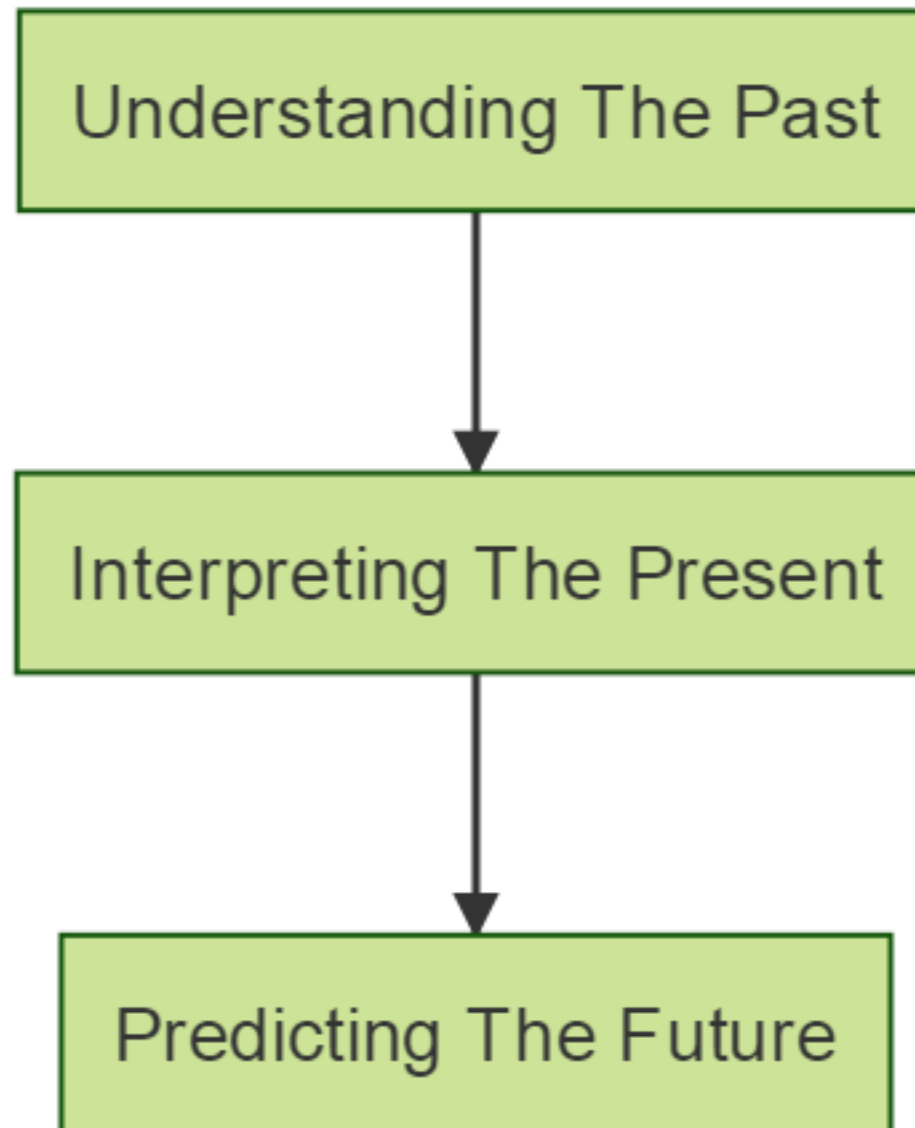 Understanding The Past
Interpreting The Present
Predicting The Future